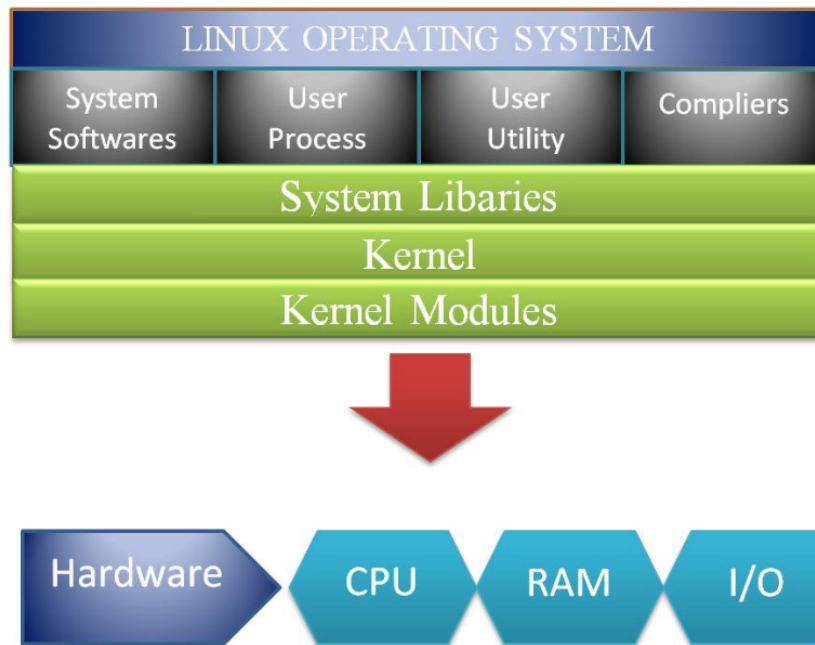 LINUX OPERATING SYSTEM
System
Softwares
User
Process
User
Utility
Compliers
System Libaries
Kernel
Kernel Modules
Hardware
CPU
RAM
I/O